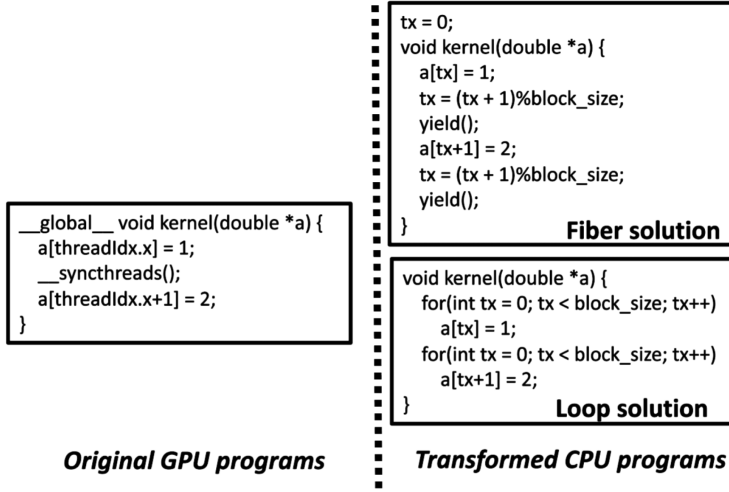 __global__ void kernel(double *a) {
a[threadIdx.x] = 1;
__syncthreads();
a[threadIdx.x+1] = 2;
}
Original GPU programs
tx = 0;
void kernel(double *a) {
a[tx] = 1;
tx = (tx + 1)%block_size;
yield();
a[tx+1] = 2;
tx = (tx + 1)%block_size;
yield();
}
Fiber solution
void kernel(double *a) {
for(int tx = 0; tx < block_size; tx++)
a[tx] = 1;
for(int tx = 0; tx < block_size; tx++)
a[tx+1] = 2;
}
Loop solution
Transformed CPU programs